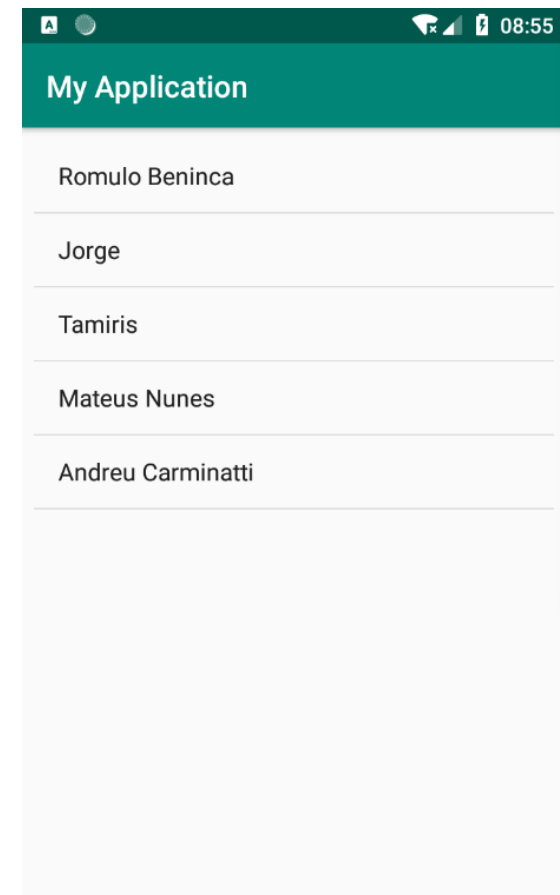 08:55
My Application
Romulo Beninca
Jorge
Tamiris
Mateus Nunes
Andreu Carminatti